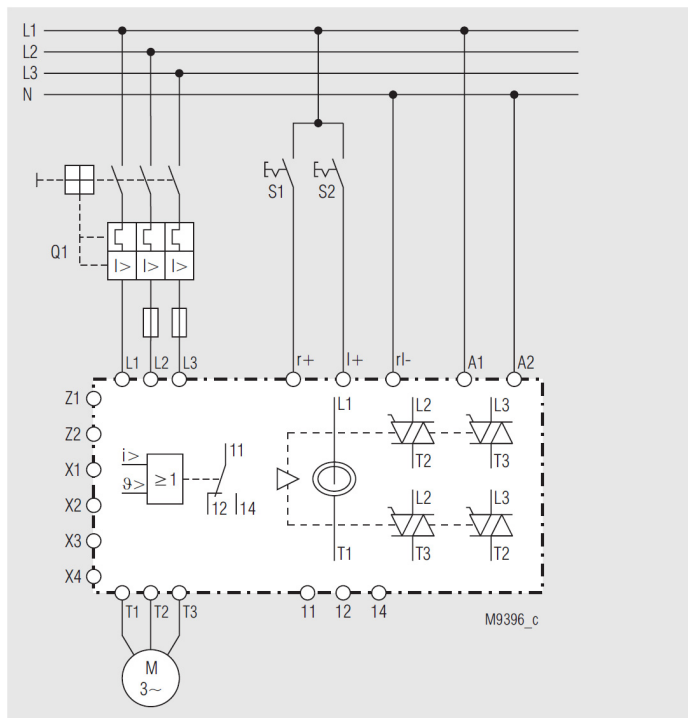 L1
L2
L3
N
S1 S2
Q1
I> I> I>
L1 L2 L3 r+ l+ rl- A1 A2
Z1
Z2
X1
X2
X3
X4
i>
ϑ>
≥1
11
12 14
L1 L2 L3
T2 T3
L2 L3
T1 T3 T2
T1 T2 T3 11 12 14
M9396_c
M
3~